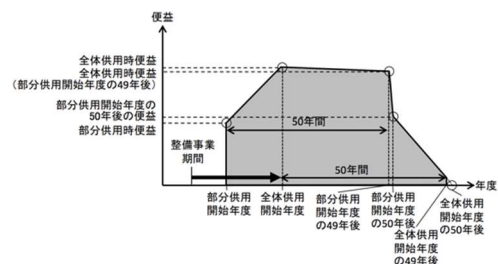 便益
全体供用時便益
全体供用時便益
(部分供用開始年度の49年後)
部分供用開始年度の
50年後の便益
部分供用時便益
50年間
整備事業
期間
50年間
年度
部分供用
開始年度
全体供用
開始年度
部分供用
開始年度
の49年後
部分供用
開始年度
の50年後
全体供用
開始年度
の50年後
全体供用
開始年度
の49年後